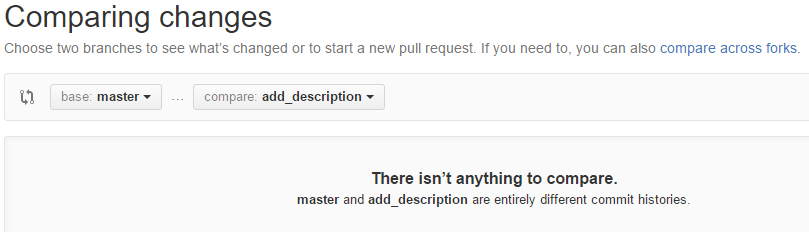 Comparing changes
Choose two branches to see what's changed or to start a new pull request. If you need to, you can also compare across forks.
base: master ... compare: add_description
There isn't anything to compare.
master and add_description are entirely different commit histories.